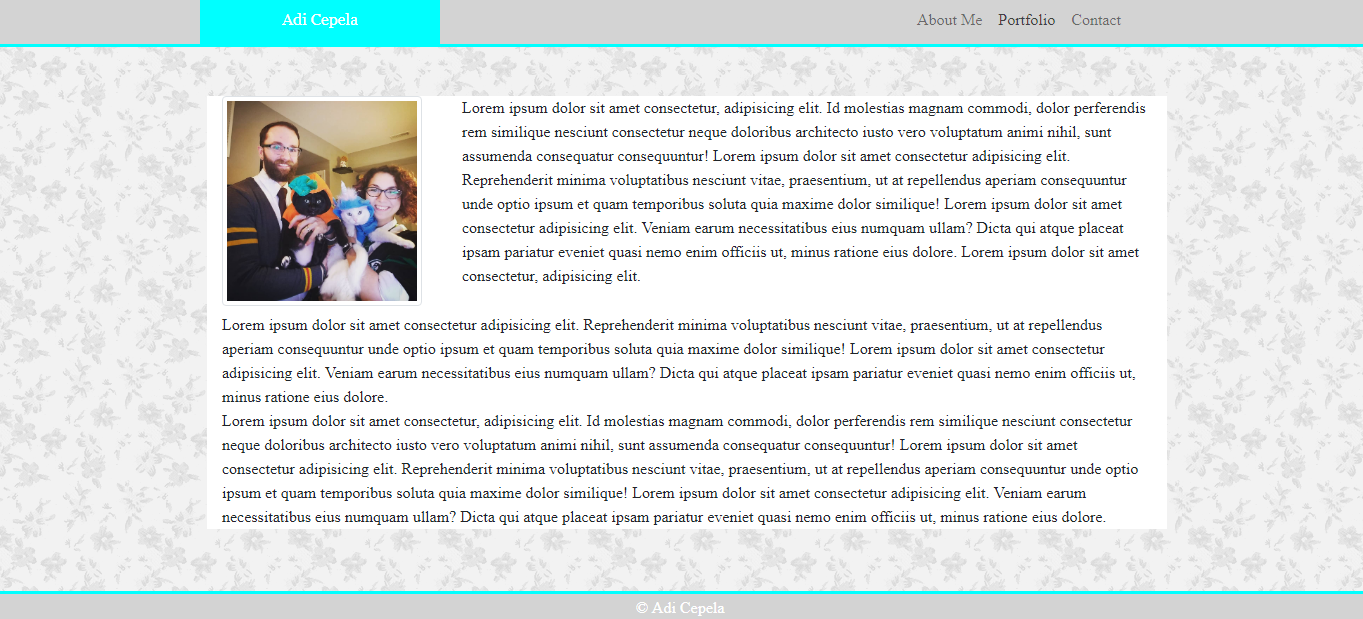 Adi Cepela
About Me Portfolio Contact
Lorem ipsum dolor sit amet consectetur, adipisicing elit. Id molestias magnam commodi, dolor perferendis
rem similique nesciunt consectetur neque doloribus architecto iusto vero voluptatum animi nihil, sunt
assumenda consequatur consequuntur! Lorem ipsum dolor sit amet consectetur adipisicing elit.
Reprehenderit minima voluptatibus nesciunt vitae, praesentium, ut at repellendus aperiam consequuntur
unde optio ipsum et quam temporibus soluta quia maxime dolor similique! Lorem ipsum dolor sit amet
consectetur adipisicing elit. Veniam earum necessitatibus eius numquam ullam? Dicta qui atque placeat
ipsam pariatur eveniet quasi nemo enim officiis ut, minus ratione eius dolore. Lorem ipsum dolor sit amet
consectetur, adipisicing elit.
Lorem ipsum dolor sit amet consectetur adipisicing elit. Reprehenderit minima voluptatibus nesciunt vitae, praesentium, ut at repellendus
aperiam consequuntur unde optio ipsum et quam temporibus soluta quia maxime dolor similique! Lorem ipsum dolor sit amet consectetur
adipisicing elit. Veniam earum necessitatibus eius numquam ullam? Dicta qui atque placeat ipsam pariatur eveniet quasi nemo enim officiis ut,
minus ratione eius dolore.
Lorem ipsum dolor sit amet consectetur, adipisicing elit. Id molestias magnam commodi, dolor perferendis rem similique nesciunt consectetur
neque doloribus architecto iusto vero voluptatum animi nihil, sunt assumenda consequatur consequuntur! Lorem ipsum dolor sit amet
consectetur adipisicing elit. Reprehenderit minima voluptatibus nesciunt vitae, praesentium, ut at repellendus aperiam consequuntur unde optio
ipsum et quam temporibus soluta quia maxime dolor similique! Lorem ipsum dolor sit amet consectetur adipisicing elit. Veniam earum
necessitatibus eius numquam ullam? Dicta qui atque placeat ipsam pariatur eveniet quasi nemo enim officiis ut, minus ratione eius dolore.
© Adi Cepela